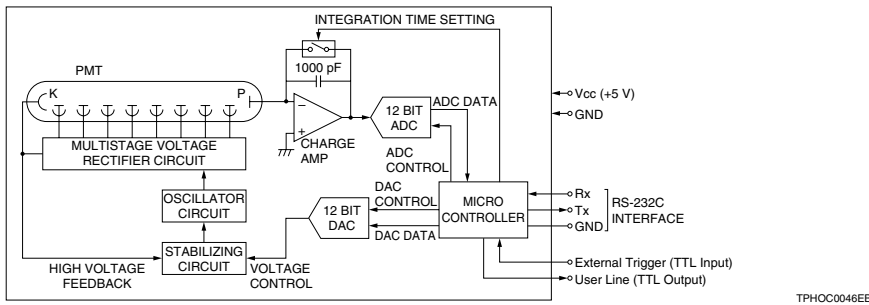 INTEGRATION TIME SETTING
1000 pF
PMT
K
P
−
+
CHARGE
AMP
12 BIT
ADC
ADC DATA
ADC
CONTROL
Vcc (+5 V)
GND
MULTISTAGE VOLTAGE
RECTIFIER CIRCUIT
OSCILLATOR
CIRCUIT
STABILIZING
CIRCUIT
HIGH VOLTAGE
FEEDBACK
VOLTAGE
CONTROL
12 BIT
DAC
DAC
CONTROL
DAC DATA
MICRO
CONTROLLER
Rx
Tx
GND
RS-232C
INTERFACE
External Trigger (TTL Input)
User Line (TTL Output)
TPHOC0046EE